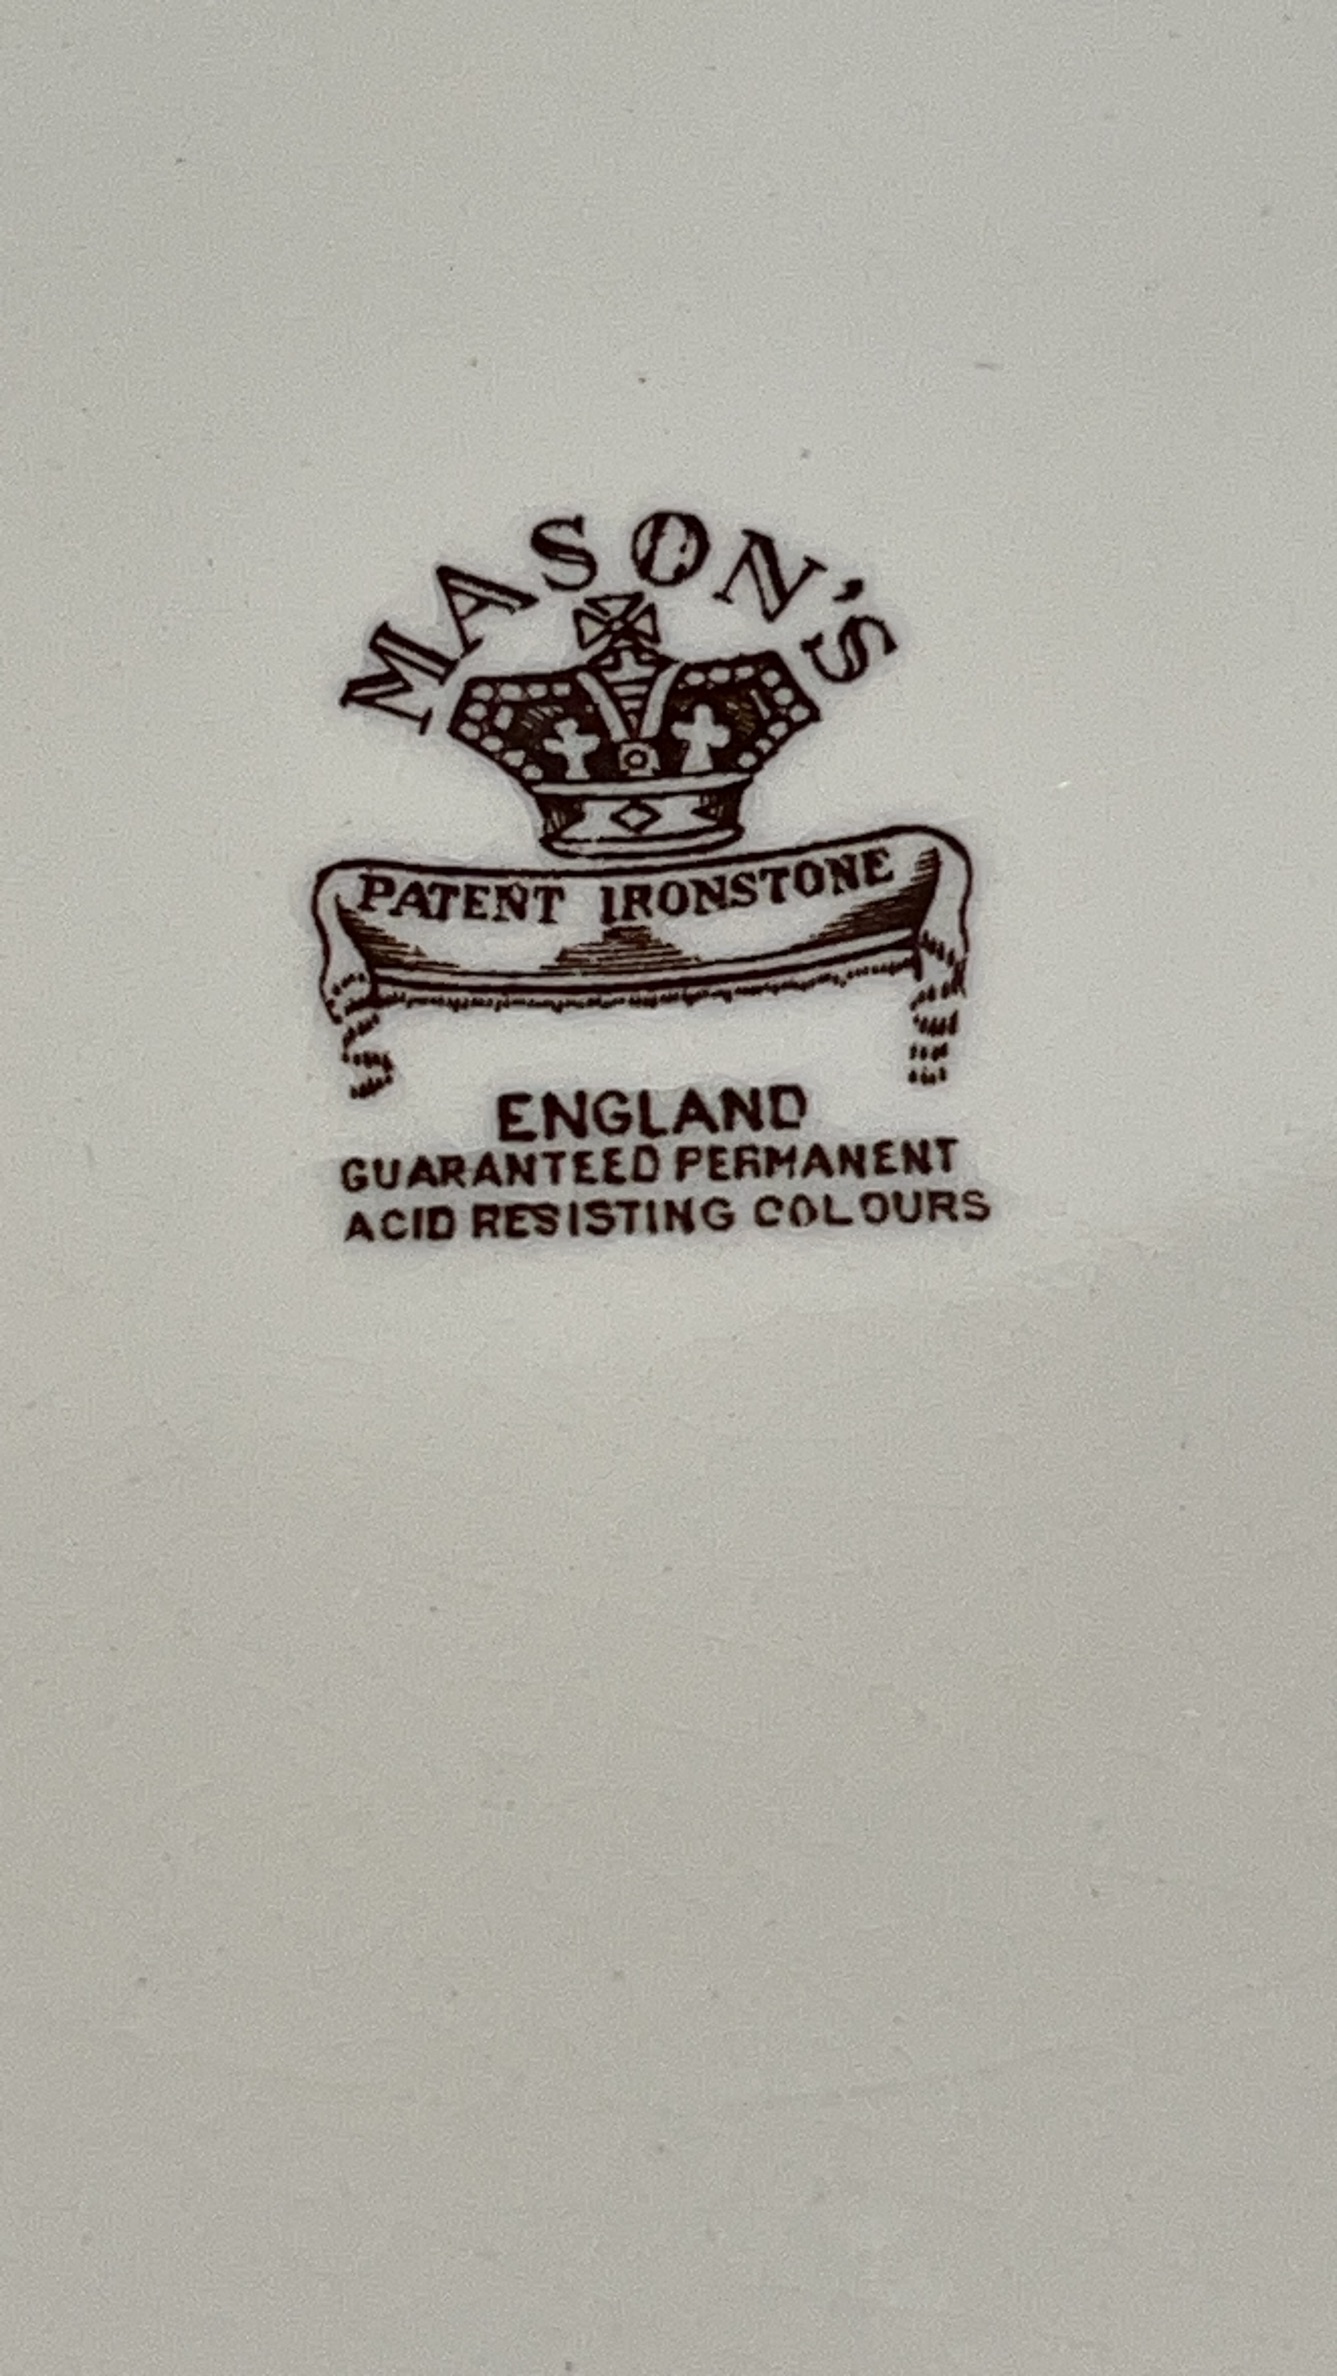 MASON'S
PATENT IRONSTONE
ENGLAND
GUARANTEED PERMANENT
ACID RESISTING COLOURS